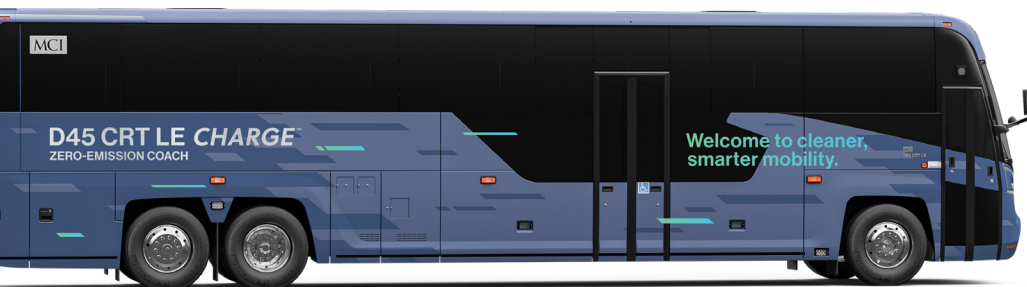 MCI
D45 CRT LE CHARGE™
ZERO-EMISSION COACH
Welcome to cleaner,
smarter mobility.
D45 CRT LE